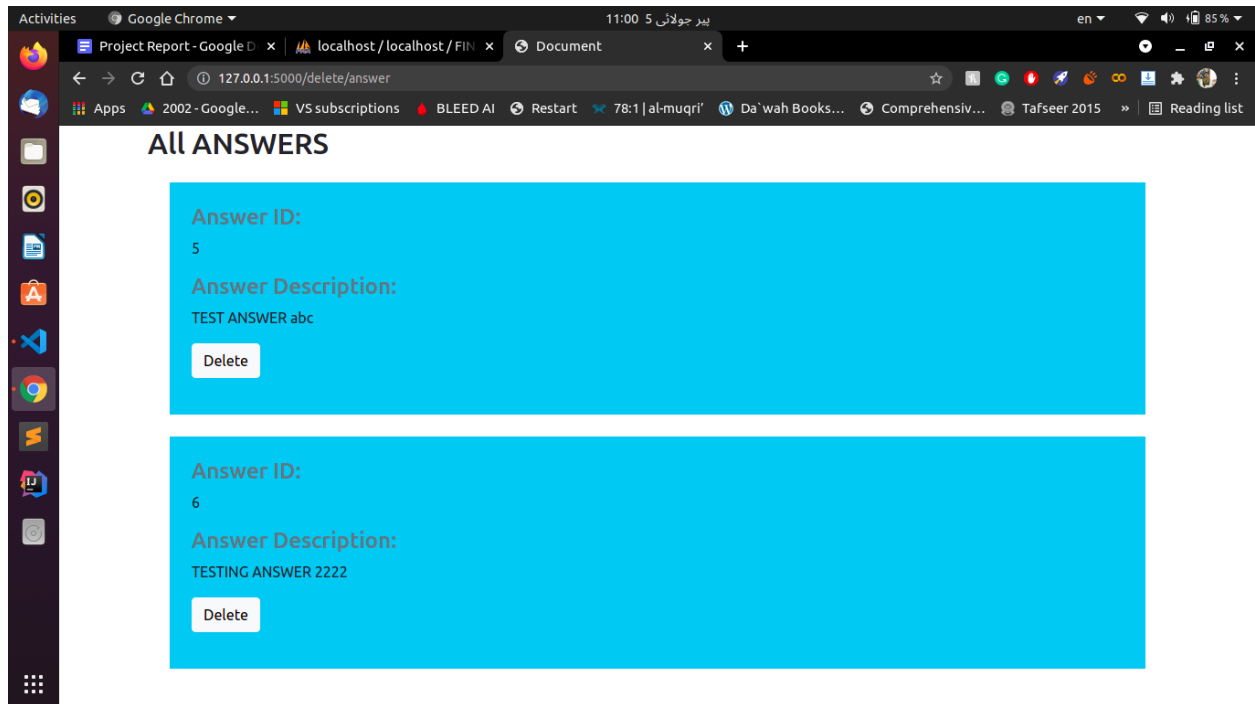 Activities Google Chrome 11:00 5 پیر جولائی en 85%
Project Report - Google D localhost / localhost / FIN Document
127.0.0.1:5000/delete/answer
Apps 2002 - Google... VS subscriptions BLEED AI Restart 78:1 | al-muqri' Da`wah Books... Comprehensiv... Tafseer 2015 » Reading list
All ANSWERS
Answer ID:
5
Answer Description:
TEST ANSWER abc
Delete
Answer ID:
6
Answer Description:
TESTING ANSWER 2222
Delete